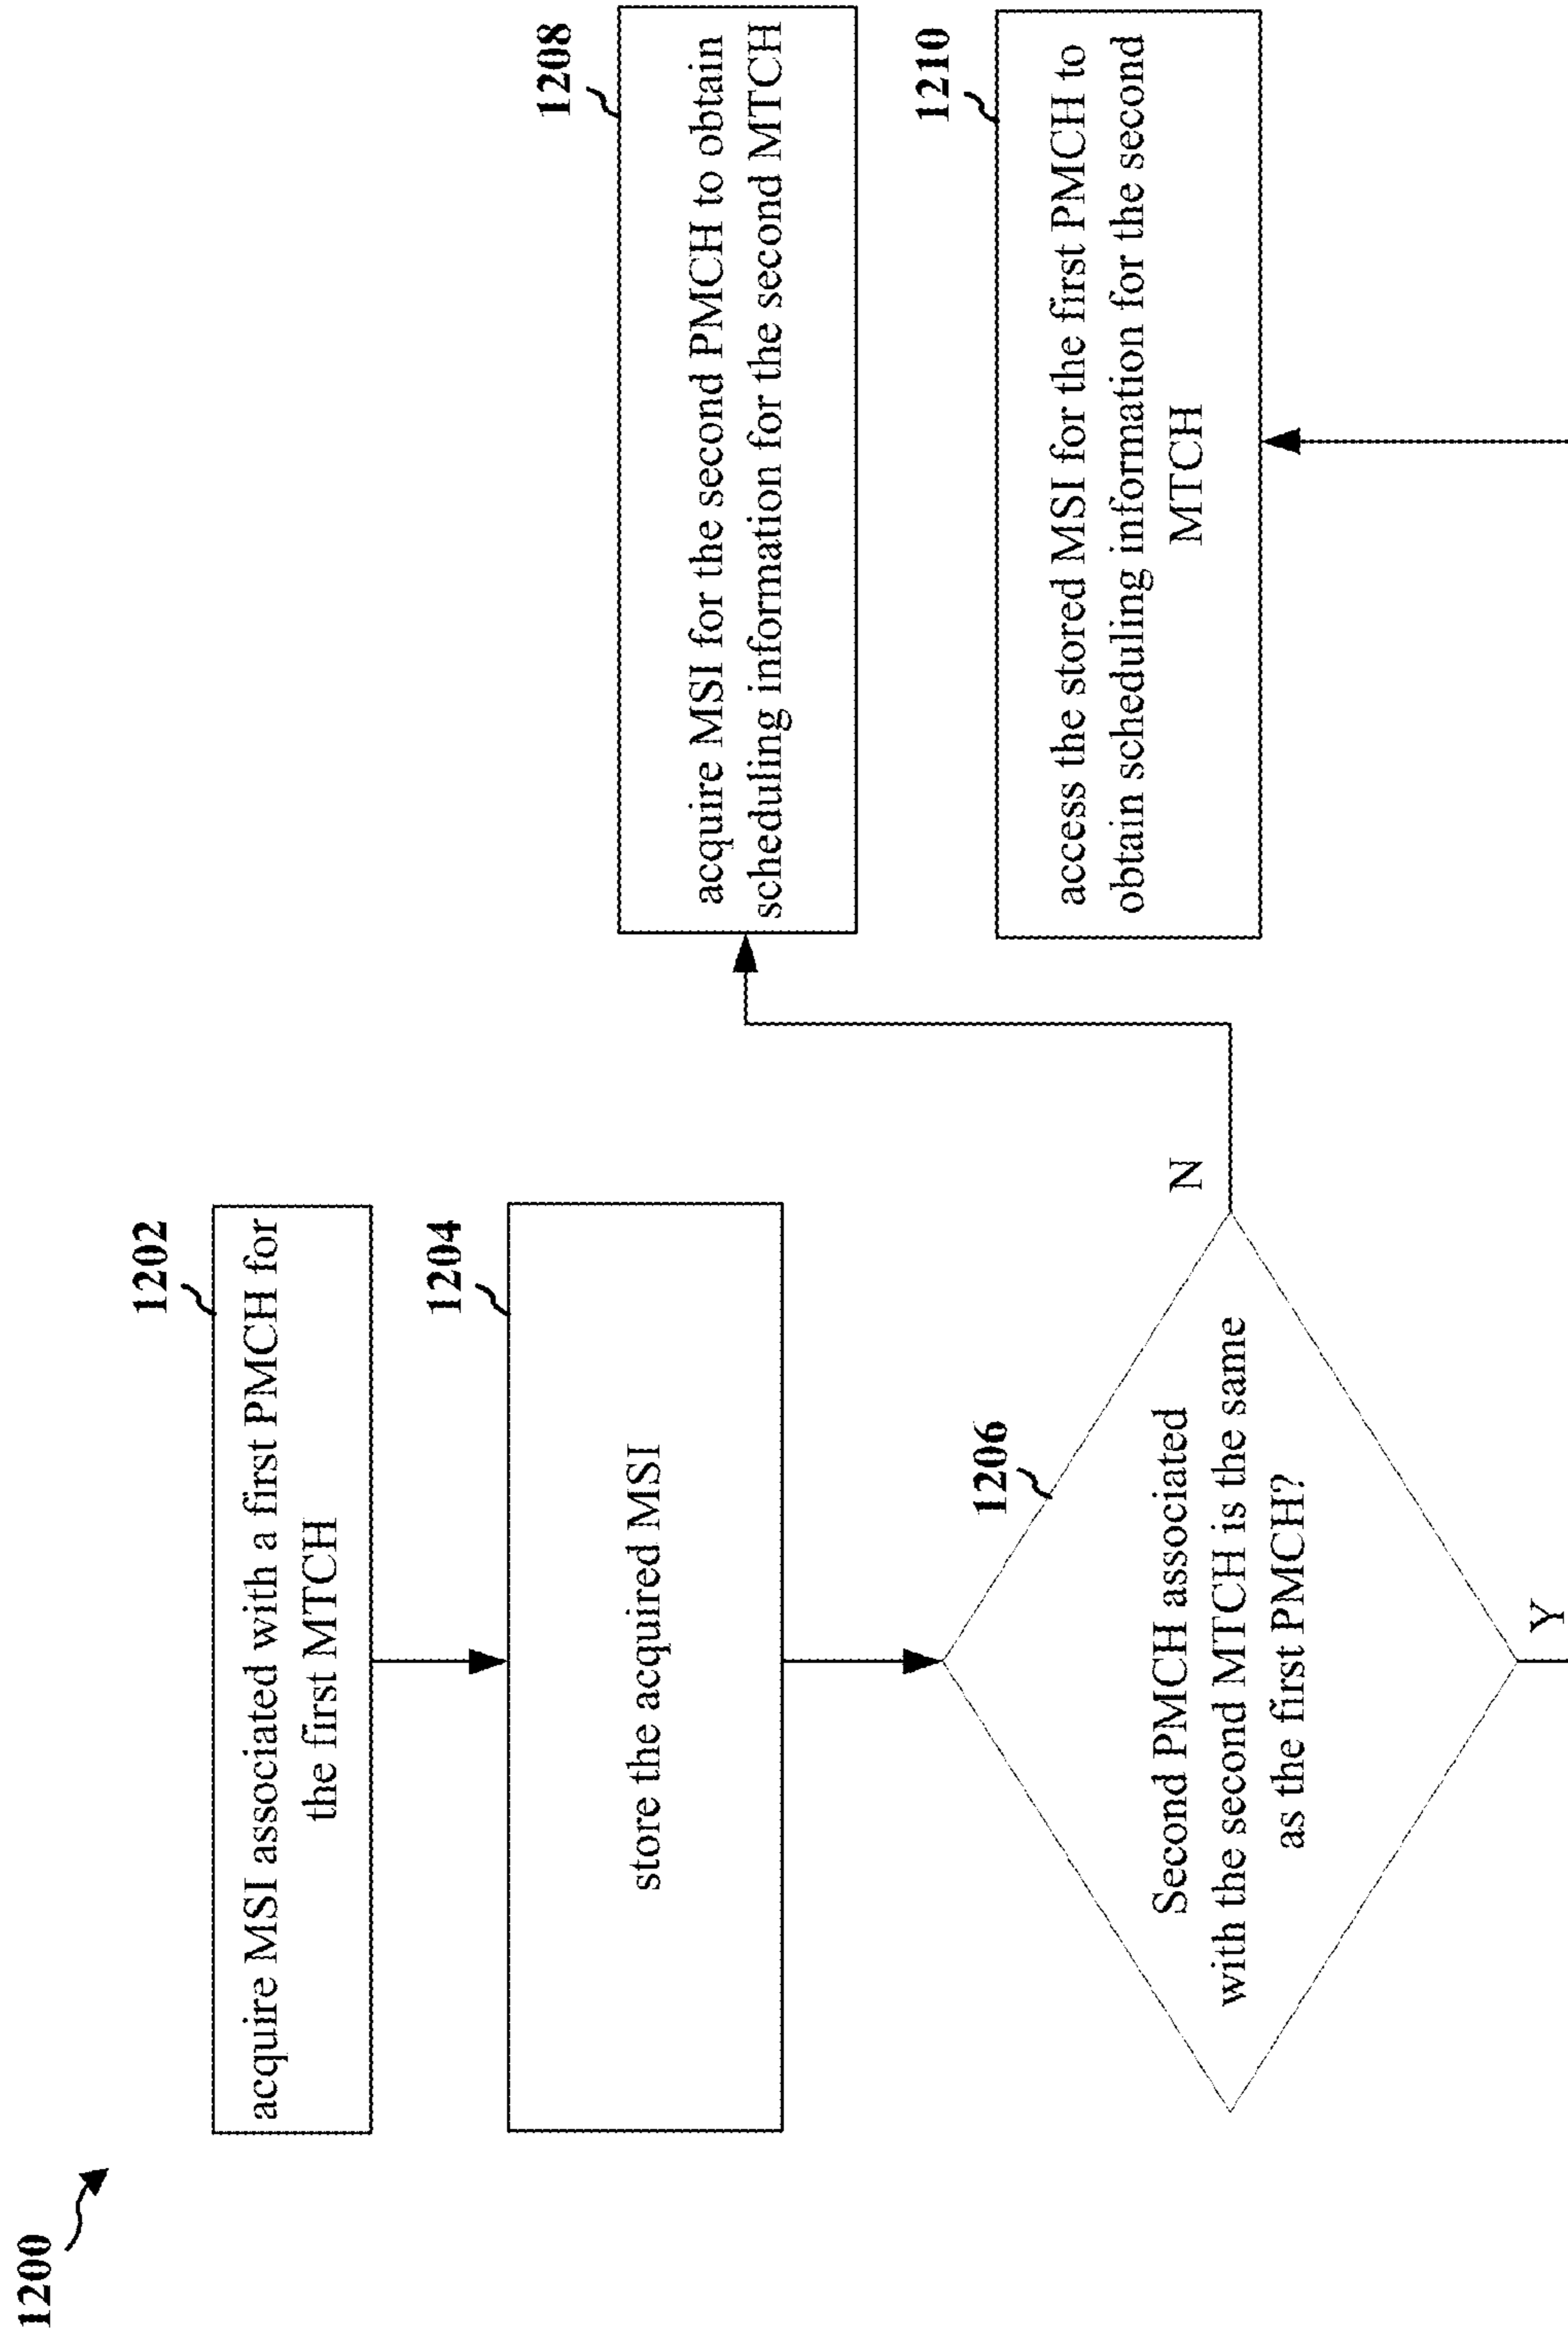 1200
1202
acquire MSI associated with a first PMCH for
the first MTCH
1204
store the acquired MSI
1206
Second PMCH associated
with the second MTCH is the same
as the first PMCH?
N
Y
1208
acquire MSI for the second PMCH to obtain
scheduling information for the second MTCH
1210
access the stored MSI for the first PMCH to
obtain scheduling information for the second
MTCH